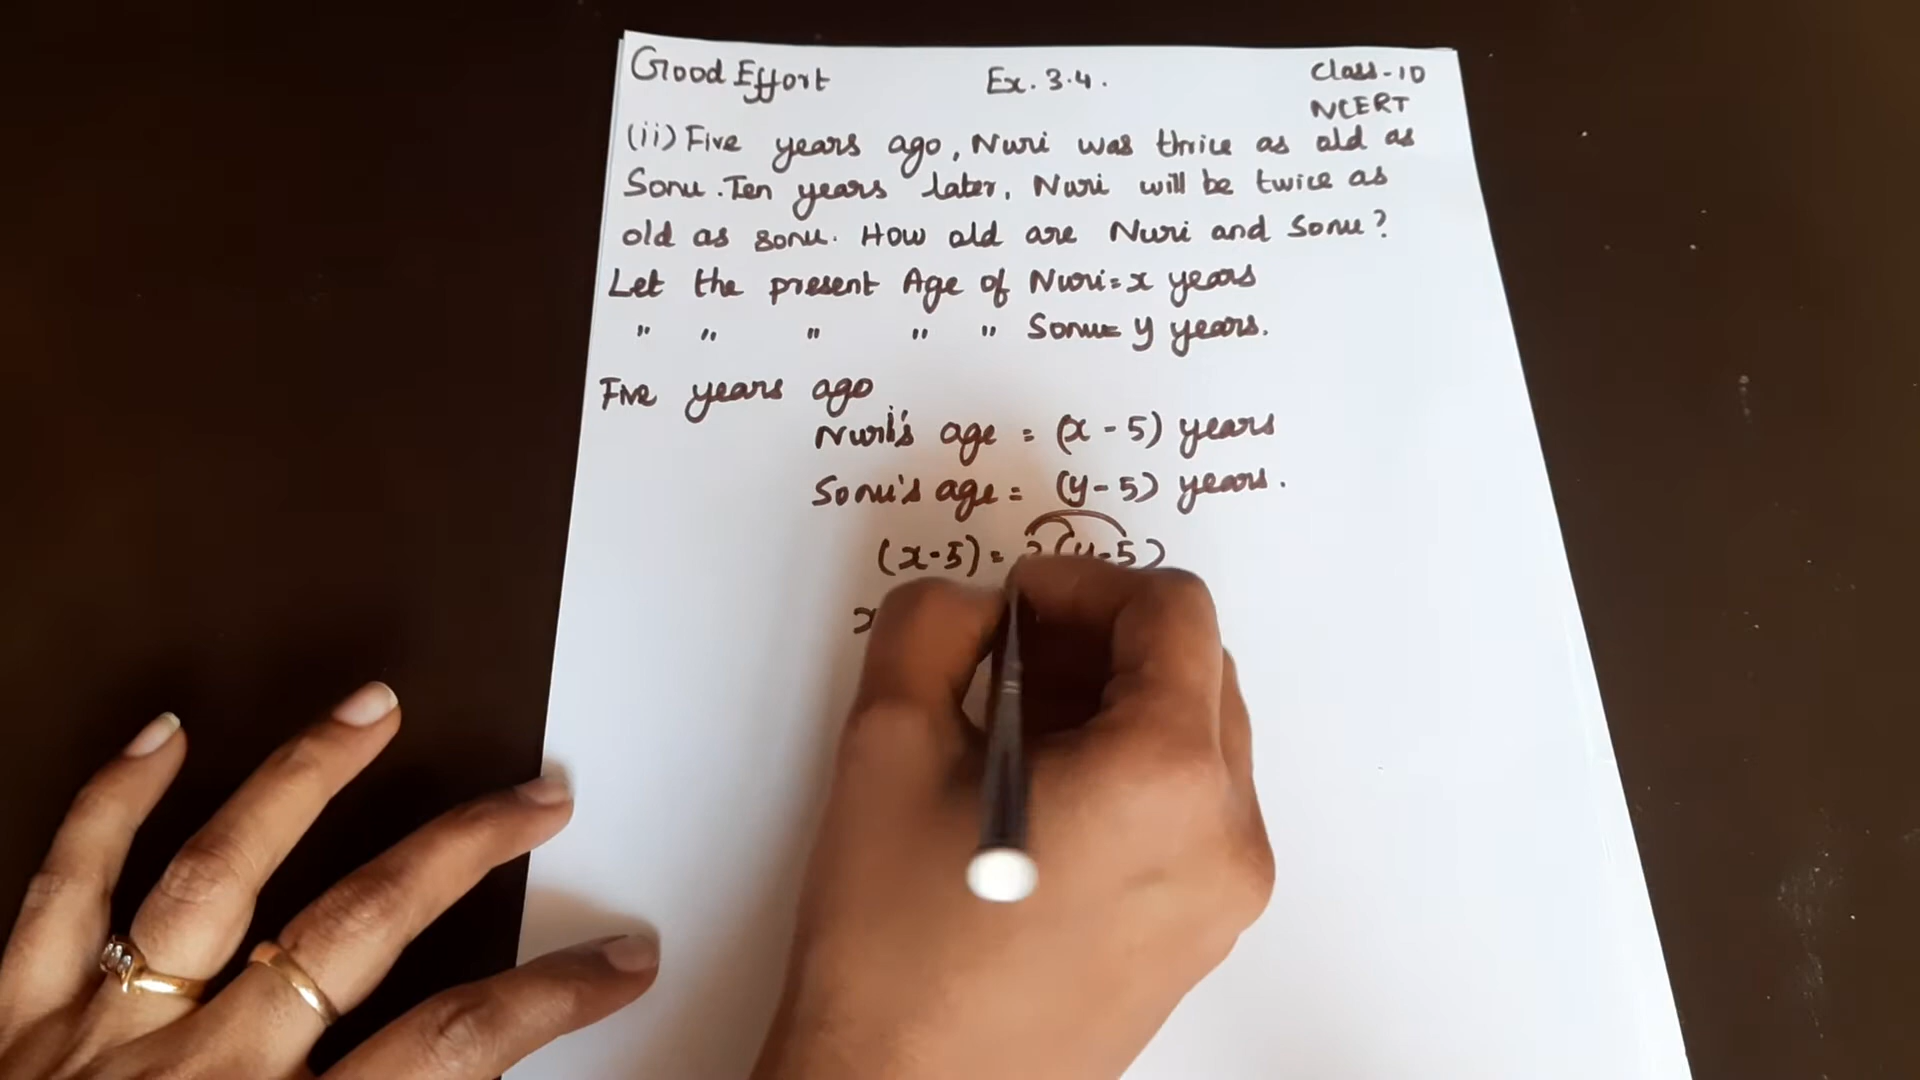 Good Effort Ex. 3.4. Class-10
NCERT
(ii) Five years ago, Nuri was thrice as old as
Sonu. Ten years later, Nuri will be twice as
old as sonu. How old are Nuri and Sonu?
Let the present Age of Nuri=x years
" " " " " Sonu= y years.
Five years ago
Nuri's age = (x - 5) years
Sonu's age = (y - 5) years.
(x-5) = (y-5)
x